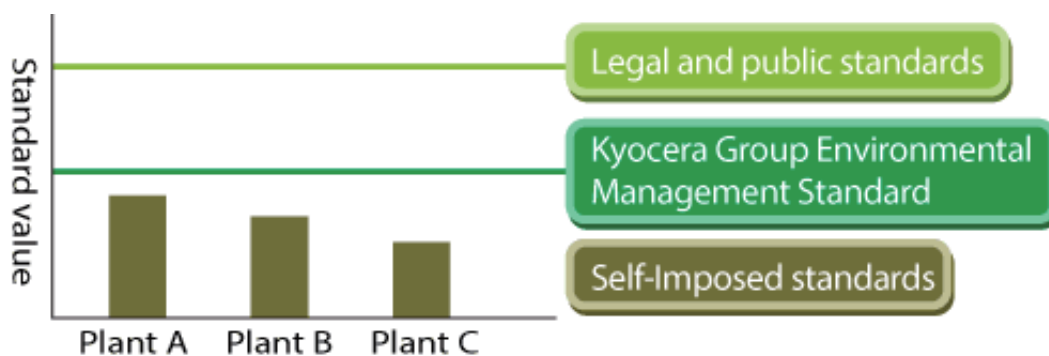 Standard value
Legal and public standards
Kyocera Group Environmental
Management Standard
Self-Imposed standards
Plant A
Plant B
Plant C